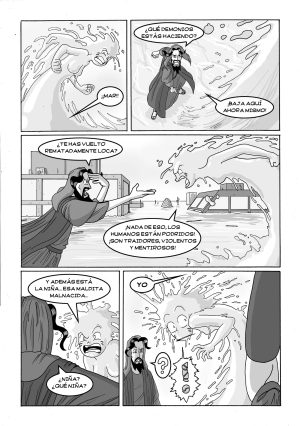 ¡MAR!
¿QUÉ DEMONIOS
ESTÁS HACIENDO?
¡BAJA AQUÍ
AHORA MISMO!
¿TE HAS VUELTO
REMATADAMENTE LOCA?
¡NADA DE ESO, LOS
HUMANOS ESTÁN PODRIDOS!
¡SON TRAIDORES, VIOLENTOS
Y MENTIROSOS!
Y ADEMÁS ESTÁ
LA NIÑA... ESA MALDITA
MALNACIDA.
¿NIÑA?
¿QUÉ NIÑA?
YO
?